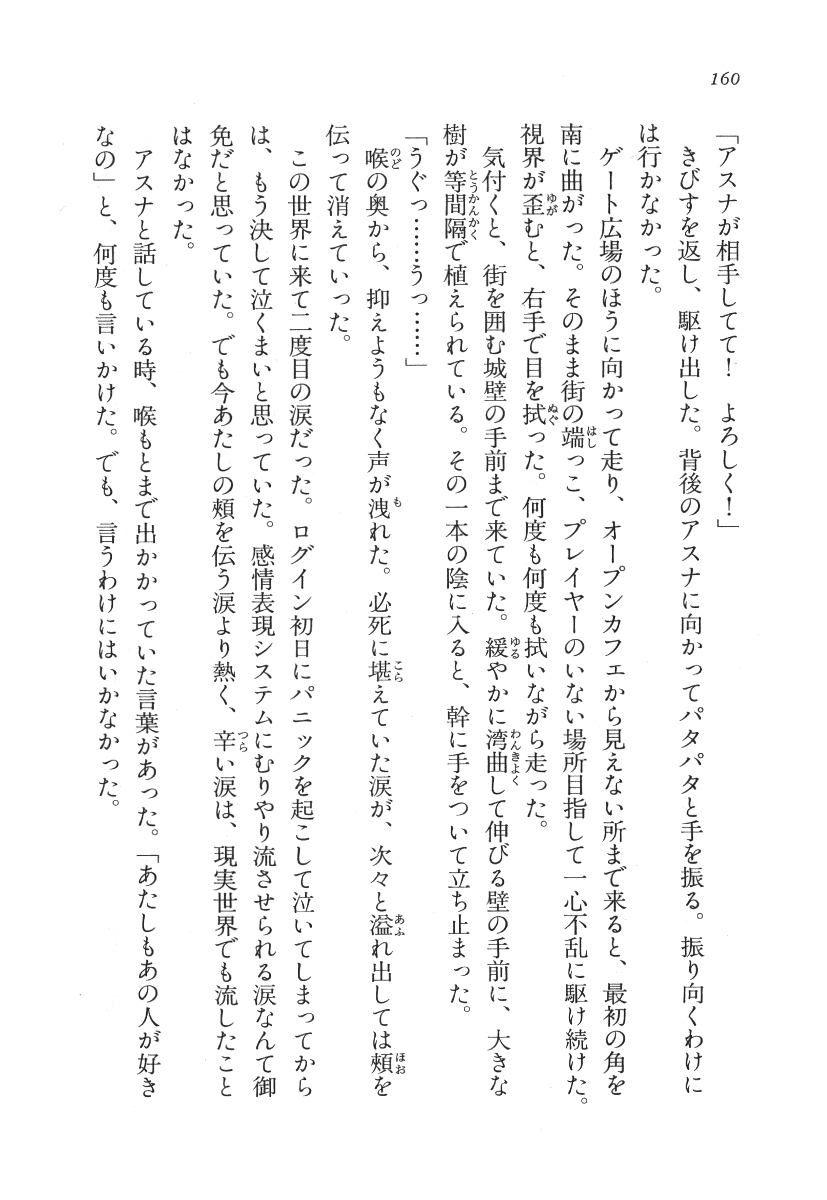 160
「アスナが相手してて！　よろしく！」
　きびすを返し、駆け出した。背後のアスナに向かってパタパタと手を振る。振り向くわけに
は行かなかった。
　ゲート広場のほうに向かって走り、オープンカフェから見えない所まで来ると、最初の角を
南に曲がった。そのまま街の端っこ、プレイヤーのいない場所目指して一心不乱に駆け続けた。
視界が歪むと、右手で目を拭った。何度も何度も拭いながら走った。
　気付くと、街を囲む城壁の手前まで来ていた。緩やかに湾曲して伸びる壁の手前に、大きな
樹が等間隔で植えられている。その一本の陰に入ると、幹に手をついて立ち止まった。
「うぐっ……うっ……」
　喉の奥から、抑えようもなく声が洩れた。必死に堪えていた涙が、次々と溢れ出しては頬を
伝って消えていった。
　この世界に来て二度目の涙だった。ログイン初日にパニックを起こして泣いてしまってから
は、もう決して泣くまいと思っていた。感情表現システムにむりやり流させられる涙なんて御
免だと思っていた。でも今あたしの頬を伝う涙より熱く、辛い涙は、現実世界でも流したこと
はなかった。
　アスナと話している時、喉もとまで出かかっていた言葉があった。「あたしもあの人が好き
なの」と、何度も言いかけた。でも、言うわけにはいかなかった。